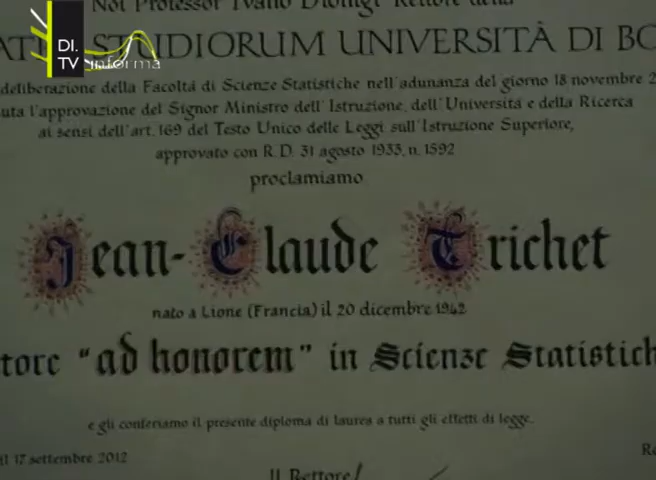 Noi Professor Ivano Dionigi Rettore della
STUDIORUM UNIVERSITÀ DI BO
DI.
TV informa
deliberazione della Facoltà di Scienze Statistiche nell'adunanza del giorno 18 novembre 2
uta l'approvazione del Signor Ministro dell'Istruzione, dell'Università e della Ricerca
ai sensi dell'art. 169 del Testo Unico delle Leggi sull'Istruzione Superiore,
approvato con R.D. 31 agosto 1933, n. 1592
proclamiamo
Jean-Claude Trichet
nato a Lione (Francia) il 20 dicembre 1942
tore "ad honorem" in Scienze Statistich
e gli conferiamo il presente diploma di laurea a tutti gli effetti di legge.
il 17 settembre 2012
Re
Il Rettore